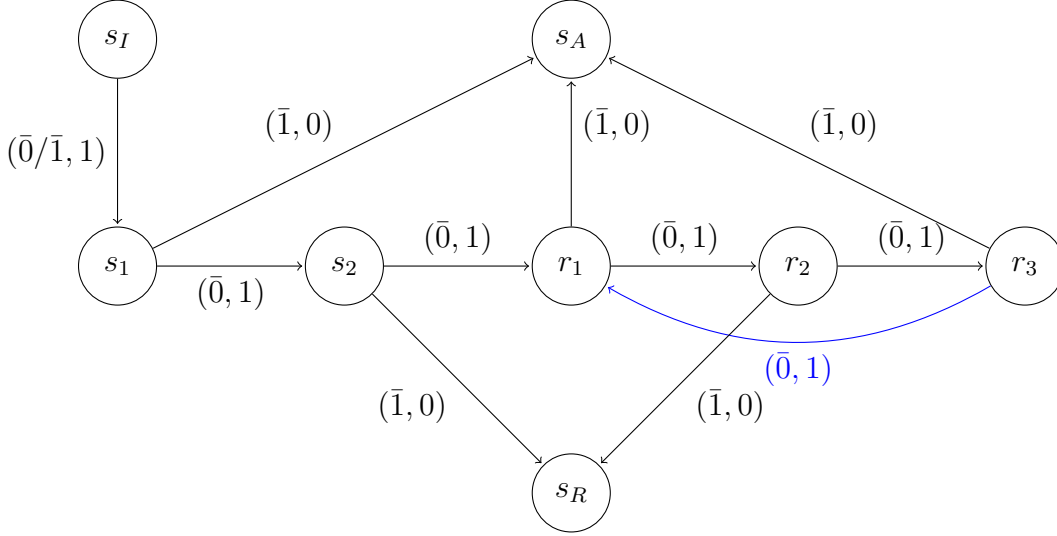 s_I
s_A
(0̄/1̄, 1)
(1̄, 0)
(1̄, 0)
(1̄, 0)
s_1
(0̄, 1)
s_2
(0̄, 1)
r_1
(0̄, 1)
r_2
(0̄, 1)
r_3
(0̄, 1)
(1̄, 0)
(1̄, 0)
s_R